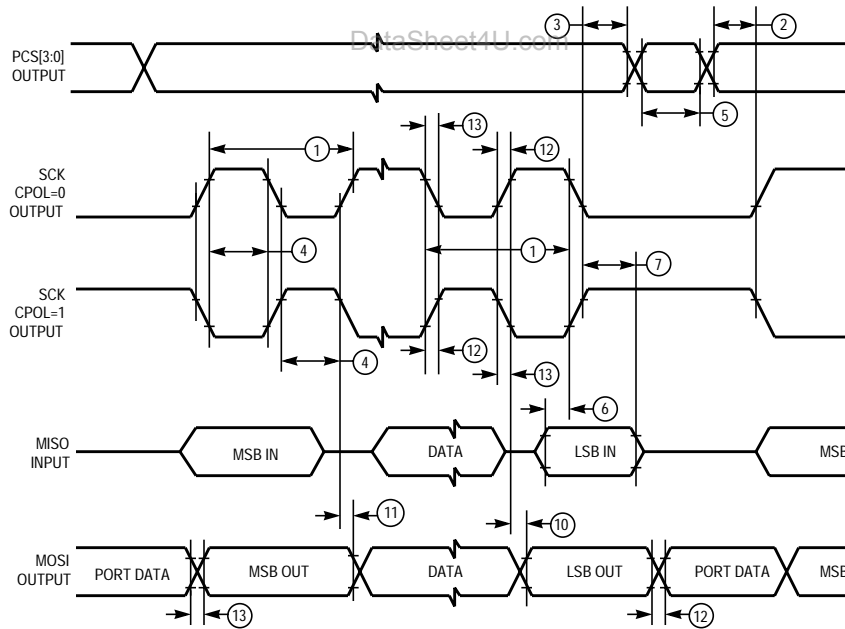 DataSheet4U.com
3
2
PCS[3:0]
OUTPUT
5
13
1
12
SCK
CPOL=0
OUTPUT
4
1
7
SCK
CPOL=1
OUTPUT
12
4
13
6
MISO
INPUT
MSB IN
DATA
LSB IN
MSB
11
10
MOSI
OUTPUT
PORT DATA
MSB OUT
DATA
LSB OUT
PORT DATA
MSB
13
12